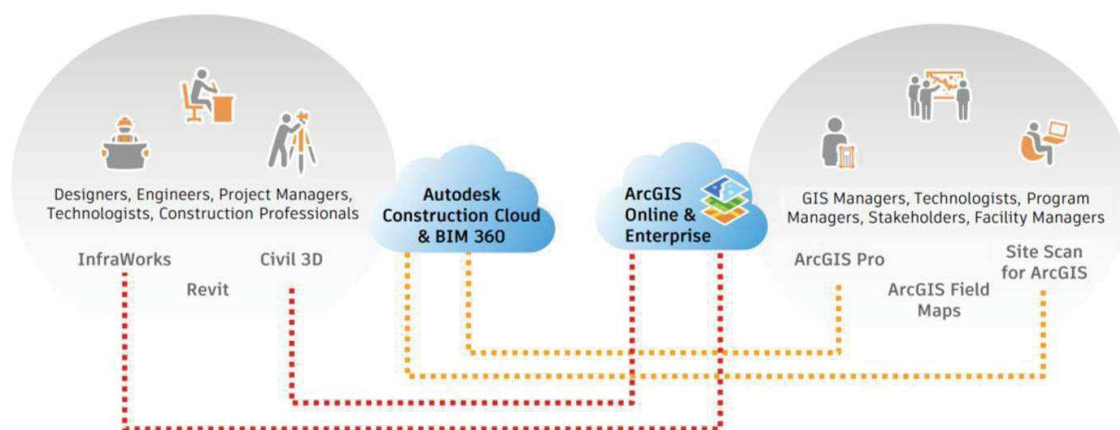 Designers, Engineers, Project Managers,
Technologists, Construction Professionals
InfraWorks
Civil 3D
Revit
Autodesk
Construction Cloud
& BIM 360
ArcGIS
Online &
Enterprise
GIS Managers, Technologists, Program
Managers, Stakeholders, Facility Managers
ArcGIS Pro
Site Scan
for ArcGIS
ArcGIS Field
Maps